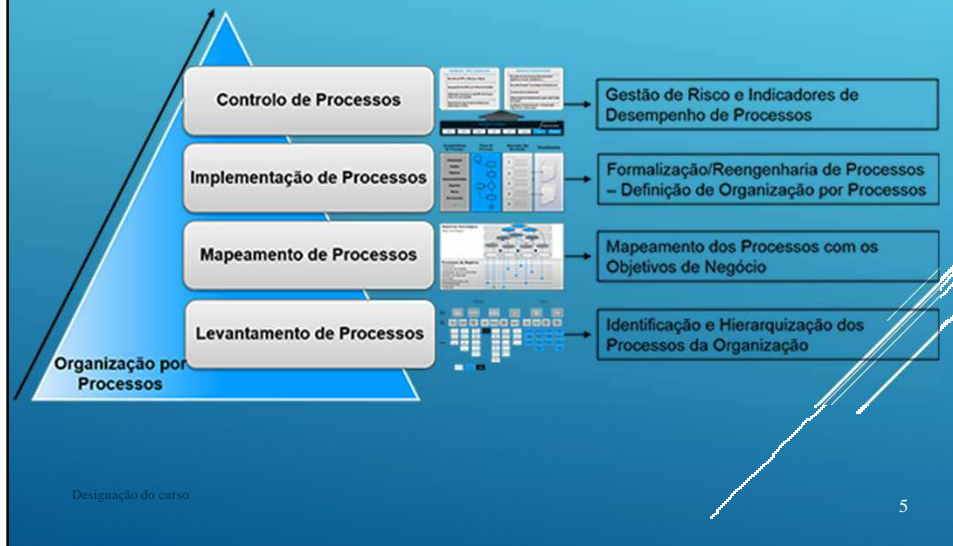 Controlo de Processos
Gestão de Risco e Indicadores de
Desempenho de Processos
Implementação de Processos
Formalização/Reengenharia de Processos
– Definição de Organização por Processos
Mapeamento de Processos
Mapeamento dos Processos com os
Objetivos de Negócio
Levantamento de Processos
Identificação e Hierarquização dos
Processos da Organização
Organização por
Processos
Designação do curso
5